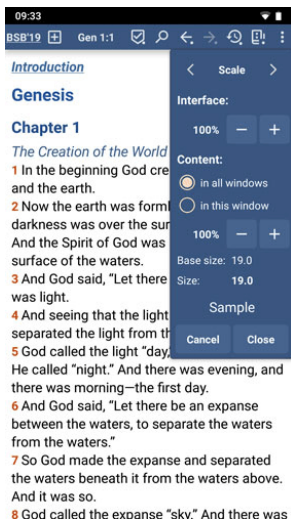 09:33
BSB'19 Gen 1:1
Introduction
Genesis
Chapter 1
The Creation of the World
1 In the beginning God cre
and the earth.
2 Now the earth was forml
darkness was over the sur
And the Spirit of God was
surface of the waters.
3 And God said, “Let there
was light.
4 And seeing that the light
separated the light from th
5 God called the light “day,
He called “night.” And there was evening, and
there was morning—the first day.
6 And God said, “Let there be an expanse
between the waters, to separate the waters
from the waters.”
7 So God made the expanse and separated
the waters beneath it from the waters above.
And it was so.
8 God called the expanse “sky.” And there was
Scale
Interface:
100%
Content:
in all windows
in this window
100%
Base size: 19.0
Size: 19.0
Sample
Cancel Close